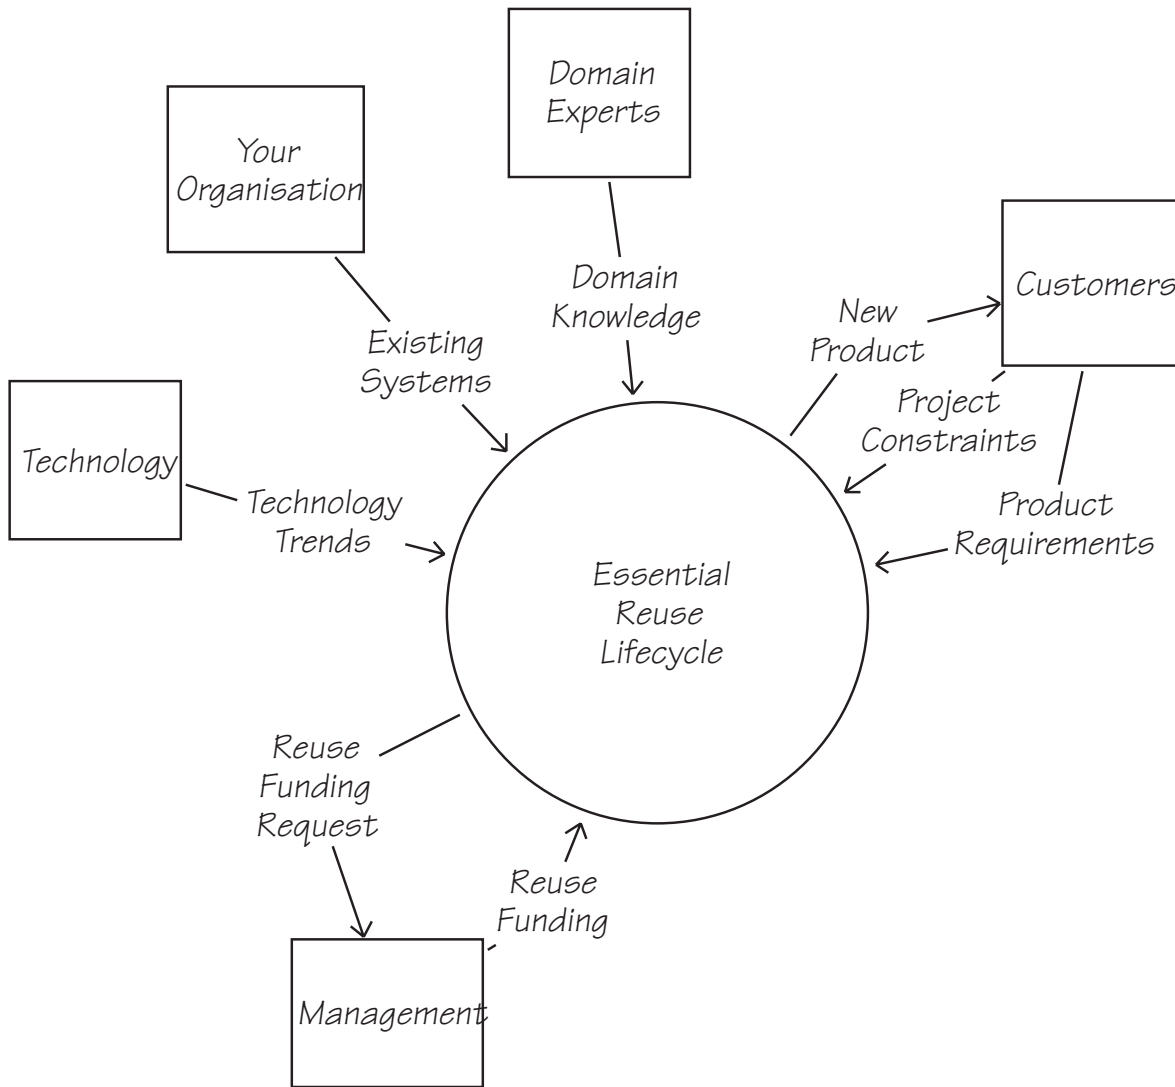 Domain
Experts
Your
Organisation
Customers
Domain
Knowledge
New
Product
Existing
Systems
Project
Constraints
Technology
Technology
Trends
Product
Requirements
Essential
Reuse
Lifecycle
Reuse
Funding
Request
Reuse
Funding
Management